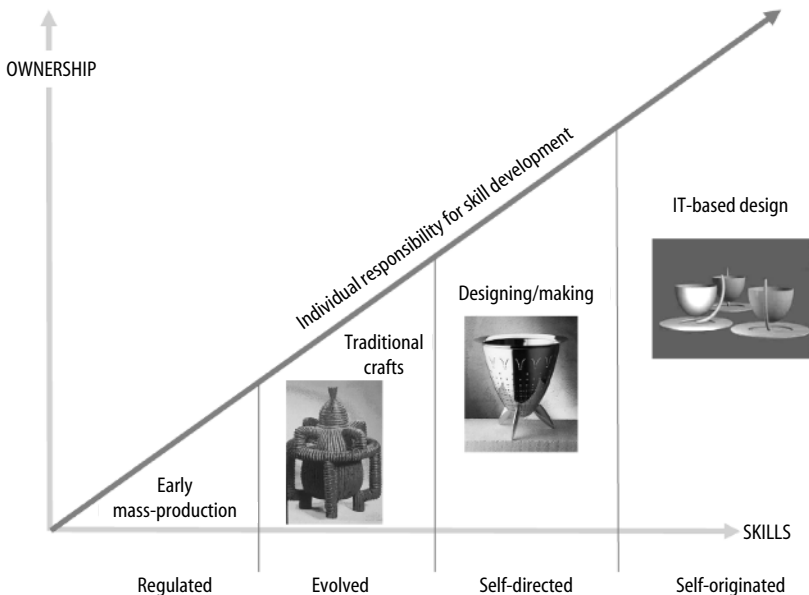 OWNERSHIP
Individual responsibility for skill development
IT-based design
Designing/making
Traditional
crafts
Early
mass-production
SKILLS
Regulated
Evolved
Self-directed
Self-originated